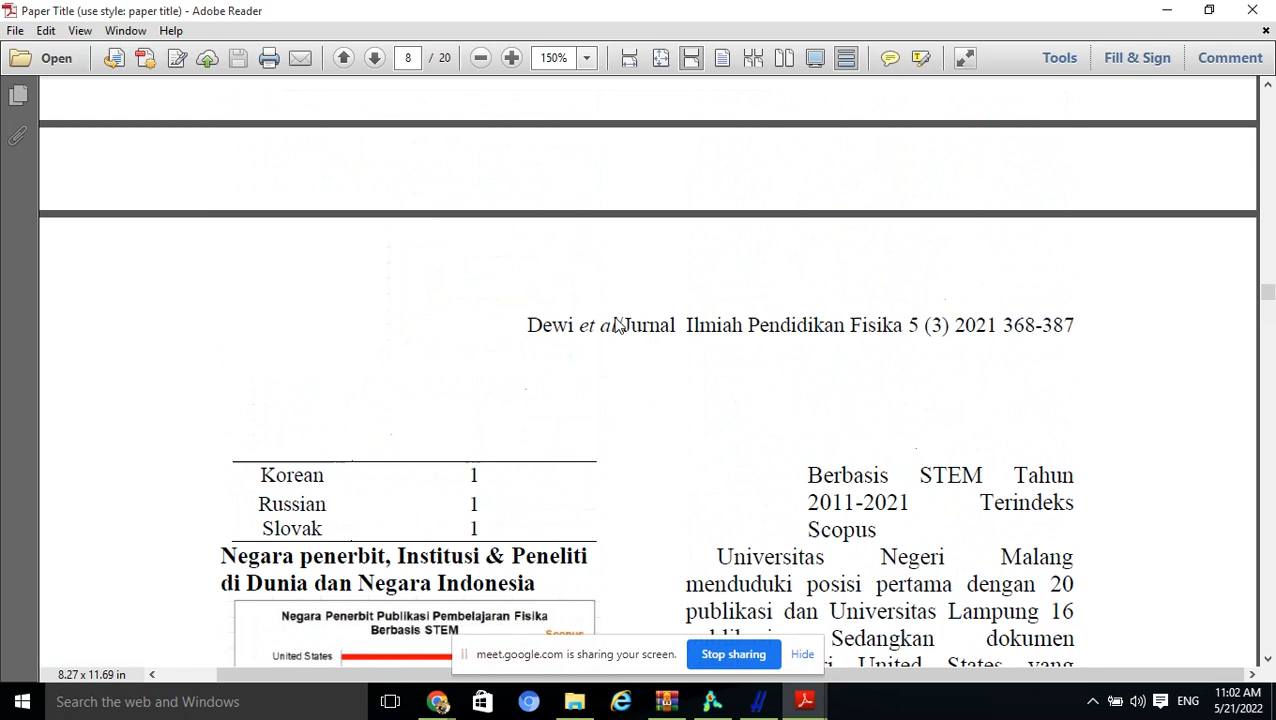 Paper Title (use style: paper title) - Adobe Reader
File Edit View Window Help
Open 8 / 20 150% Tools Fill & Sign Comment
Dewi et al Jurnal Ilmiah Pendidikan Fisika 5 (3) 2021 368-387
Korean 1
Russian 1
Slovak 1
Negara penerbit, Institusi & Peneliti
di Dunia dan Negara Indonesia
Negara Penerbit Publikasi Pembelajaran Fisika
Berbasis STEM
Scopus
United States
Berbasis STEM Tahun
2011-2021 Terindeks
Scopus
Universitas Negeri Malang
menduduki posisi pertama dengan 20
publikasi dan Universitas Lampung 16
Sedangkan dokumen
United States yang
meet.google.com is sharing your screen. Stop sharing Hide
8.27 x 11.69 in
Search the web and Windows
ENG
11:02 AM
5/21/2022